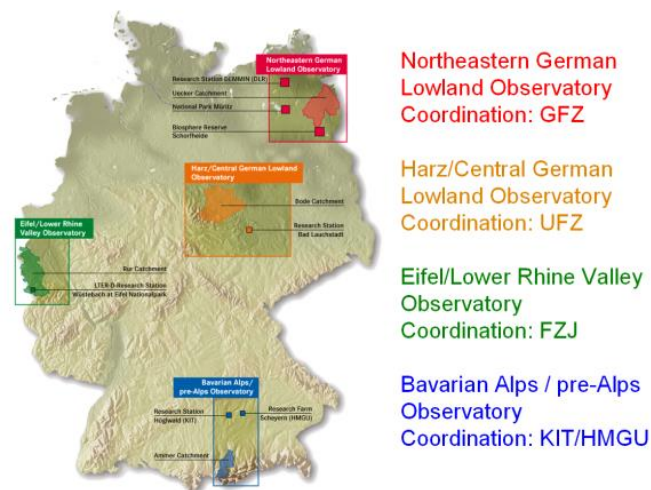 Northeastern German
Lowland Observatory
Research Station DEMMIN (DLR)
Uecker Catchment
National Park Müritz
Biosphere Reserve
Schorfheide
Harz/Central German Lowland
Observatory
Bode Catchment
Research Station
Bad Lauchstädt
Eifel/Lower Rhine
Valley Observatory
Rur Catchment
LTER-D-Research Station
Wüstebach at Eifel Nationalpark
Bavarian Alps/
pre-Alps Observatory
Research Station
Höglwald (KIT)
Research Farm
Scheyern (HMGU)
Ammer Catchment
Northeastern German
Lowland Observatory
Coordination: GFZ
Harz/Central German
Lowland Observatory
Coordination: UFZ
Eifel/Lower Rhine Valley
Observatory
Coordination: FZJ
Bavarian Alps / pre-Alps
Observatory
Coordination: KIT/HMGU